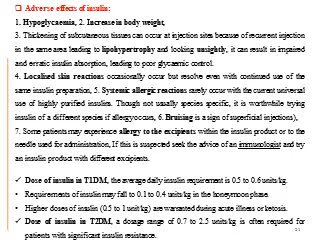 ❑ Adverse effects of insulin:
1. Hypoglycaemia, 2. Increase in body weight,
3. Thickening of subcutaneous tissues can occur at injection sites because of recurrent injection
in the same area leading to lipohypertrophy and looking unsightly, it can result in impaired
and erratic insulin absorption, leading to poor glycaemic control.
4. Localized skin reactions occasionally occur but resolve even with continued use of the
same insulin preparation, 5. Systemic allergic reactions rarely occur with the current universal
use of highly purified insulins. Though not usually species specific, it is worthwhile trying
insulin of a different species if allergy occurs, 6. Bruising is a sign of superficial injections),
7. Some patients may experience allergy to the excipients within the insulin product or to the
needle used for administration, If this is suspected seek the advice of an immunologist and try
an insulin product with different excipients.
✓ Dose of insulin in T1DM, the average daily insulin requirement is 0.5 to 0.6 units/kg.
• Requirements of insulin may fall to 0.1 to 0.4 units/kg in the honeymoon phase.
• Higher doses of insulin (0.5 to 1 unit/kg) are warranted during acute illness or ketosis.
✓ Dose of insulin in T2DM, a dosage range of 0.7 to 2.5 units/kg is often required for
patients with significant insulin resistance.